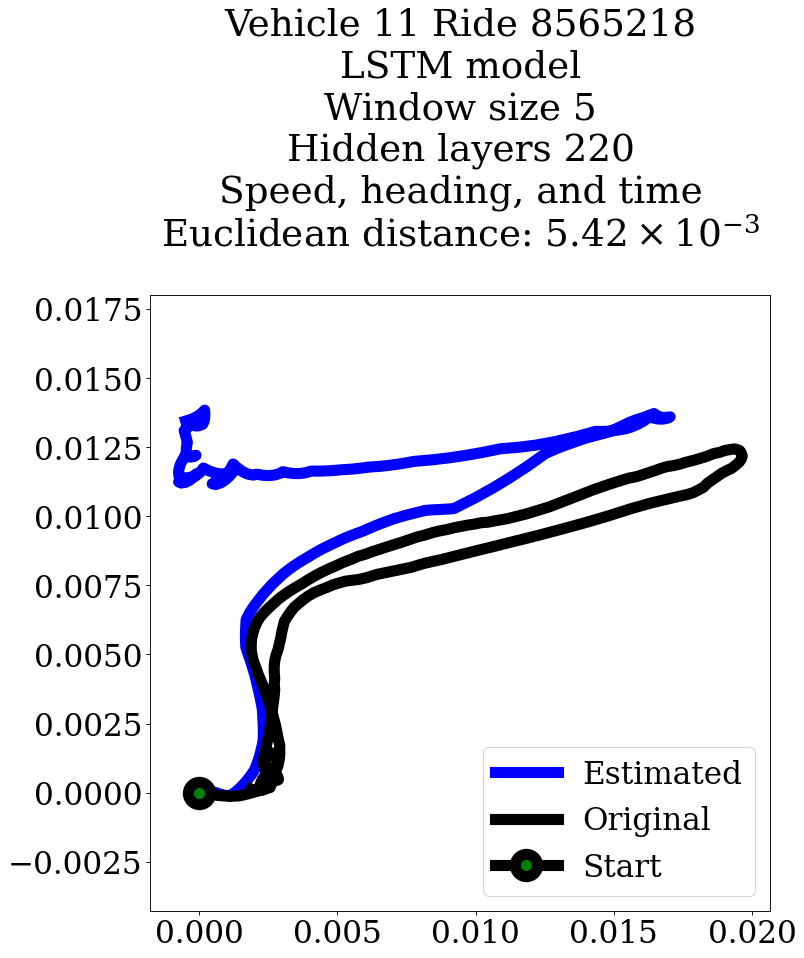 Vehicle 11 Ride 8565218
LSTM model
Window size 5
Hidden layers 220
Speed, heading, and time
Euclidean distance: 5.42 × 10⁻³
0.0175
0.0150
0.0125
0.0100
0.0075
0.0050
0.0025
0.0000
−0.0025
Estimated
Original
Start
0.000 0.005 0.010 0.015 0.020